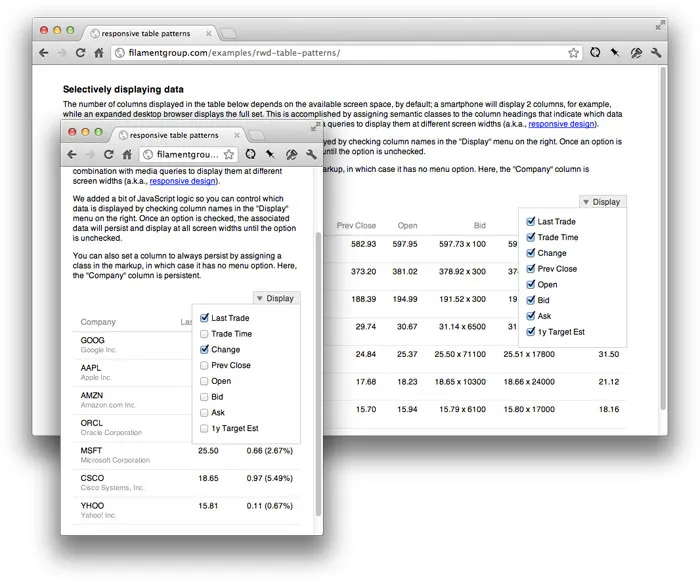 responsive table patterns
filamentgroup.com/examples/rwd-table-patterns/
Selectively displaying data
The number of columns displayed in the table below depends on the available screen space, by default; a smartphone will display 2 columns, for example,
while an expanded desktop browser displays the full set. This is accomplished by assigning semantic classes to the column headings that indicate which data
a queries to display them at different screen widths (a.k.a., responsive design).
ayed by checking column names in the "Display" menu on the right. Once an option is
until the option is unchecked.
arkup, in which case it has no menu option. Here, the "Company" column is
Display
Prev Close Open Bid
Last Trade
Trade Time
Change
Prev Close
Open
Bid
Ask
1y Target Est
582.93 597.95 597.73 x 100 59
373.20 381.02 378.92 x 300 37
188.39 194.99 191.52 x 300 19
29.74 30.67 31.14 x 6500 31
24.84 25.37 25.50 x 71100 25.51 x 17800 31.50
17.68 18.23 18.65 x 10300 18.66 x 24000 21.12
15.70 15.94 15.79 x 6100 15.80 x 17000 18.16
responsive table patterns
filamentgrou...
combination with media queries to display them at different
screen widths (a.k.a., responsive design).
We added a bit of JavaScript logic so you can control which
data is displayed by checking column names in the "Display"
menu on the right. Once an option is checked, the associated
data will persist and display at all screen widths until the option
is unchecked.
You can also set a column to always persist by assigning a
class in the markup, in which case it has no menu option. Here,
the "Company" column is persistent.
Display
Company Las
Last Trade
Trade Time
Change
Prev Close
Open
Bid
Ask
1y Target Est
GOOG
Google Inc.
AAPL
Apple Inc.
AMZN
Amazon.com Inc.
ORCL
Oracle Corporation
MSFT 25.50 0.66 (2.67%)
Microsoft Corporation
CSCO 18.65 0.97 (5.49%)
Cisco Systems, Inc.
YHOO 15.81 0.11 (0.67%)
Yahoo! Inc.